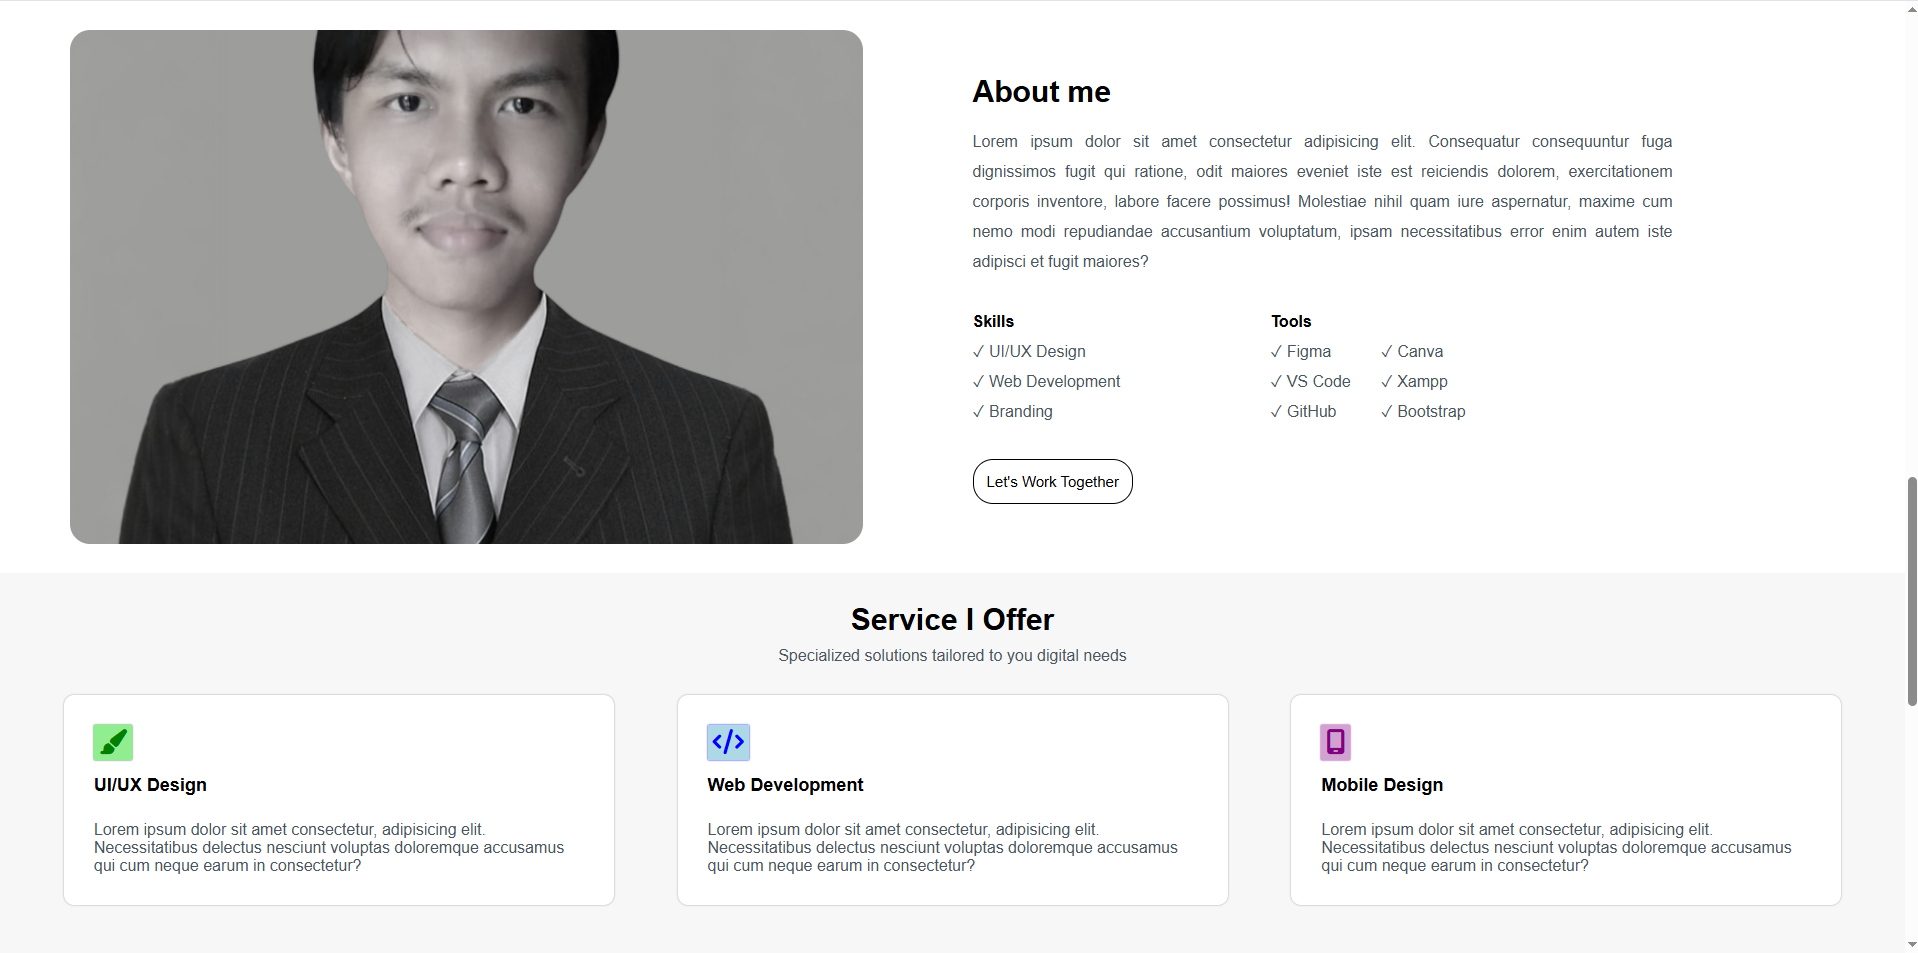 About me
Lorem ipsum dolor sit amet consectetur adipisicing elit. Consequatur consequuntur fuga
dignissimos fugit qui ratione, odit maiores eveniet iste est reiciendis dolorem, exercitationem
corporis inventore, labore facere possimus! Molestiae nihil quam iure aspernatur, maxime cum
nemo modi repudiandae accusantium voluptatum, ipsam necessitatibus error enim autem iste
adipisci et fugit maiores?
Skills
✓ UI/UX Design
✓ Web Development
✓ Branding
Tools
✓ Figma
✓ VS Code
✓ GitHub
✓ Canva
✓ Xampp
✓ Bootstrap
Let's Work Together
Service I Offer
Specialized solutions tailored to you digital needs
UI/UX Design
Lorem ipsum dolor sit amet consectetur, adipisicing elit.
Necessitatibus delectus nesciunt voluptas doloremque accusamus
qui cum neque earum in consectetur?
Web Development
Lorem ipsum dolor sit amet consectetur, adipisicing elit.
Necessitatibus delectus nesciunt voluptas doloremque accusamus
qui cum neque earum in consectetur?
Mobile Design
Lorem ipsum dolor sit amet consectetur, adipisicing elit.
Necessitatibus delectus nesciunt voluptas doloremque accusamus
qui cum neque earum in consectetur?